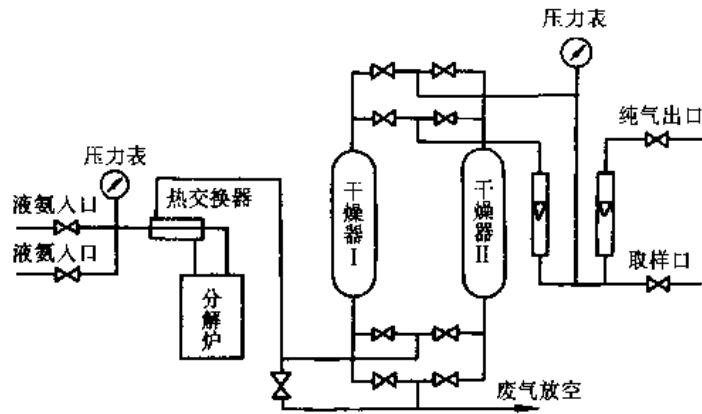 压力表
纯气出口
压力表
热交换器
液氨入口
液氨入口
干燥器Ⅰ
干燥器Ⅱ
取样口
分解炉
废气放空